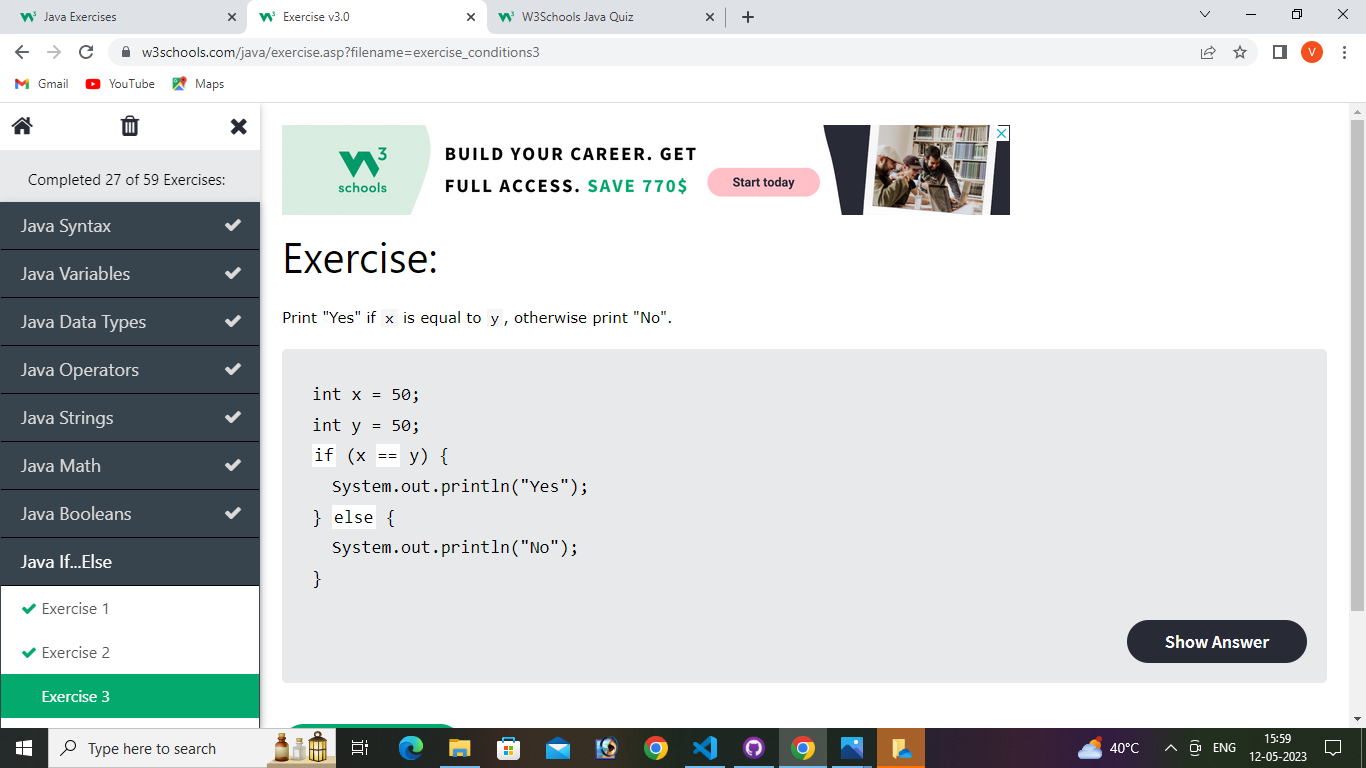 Java Exercises
Exercise v3.0
W3Schools Java Quiz
w3schools.com/java/exercise.asp?filename=exercise_conditions3
V
Gmail
YouTube
Maps
Completed 27 of 59 Exercises:
Java Syntax
Java Variables
Java Data Types
Java Operators
Java Strings
Java Math
Java Booleans
Java If...Else
Exercise 1
Exercise 2
Exercise 3
W3
schools
BUILD YOUR CAREER. GET
FULL ACCESS. SAVE 770$
Start today
Exercise:
Print "Yes" if x is equal to y, otherwise print "No".
int x = 50;
int y = 50;
if (x == y) {
System.out.println("Yes");
} else {
System.out.println("No");
}
Show Answer
Type here to search
40°C
ENG
15:59
12-05-2023